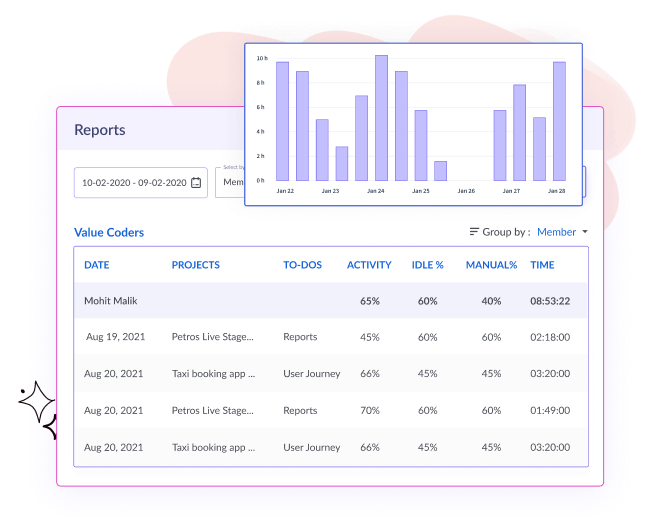 10 h
8 h
6 h
4 h
2 h
0 h
Jan 22 Jan 23 Jan 24 Jan 25 Jan 26 Jan 27 Jan 28
Reports
Select by
10-02-2020 - 09-02-2020 Mem
Value Coders Group by : Member
DATE PROJECTS TO-DOS ACTIVITY IDLE % MANUAL% TIME
Mohit Malik 65% 60% 40% 08:53:22
Aug 19, 2021 Petros Live Stage... Reports 45% 60% 60% 02:18:00
Aug 20, 2021 Taxi booking app ... User Journey 66% 45% 45% 03:20:00
Aug 20, 2021 Petros Live Stage... Reports 70% 60% 60% 01:49:00
Aug 20, 2021 Taxi booking app ... User Journey 66% 45% 45% 03:20:00